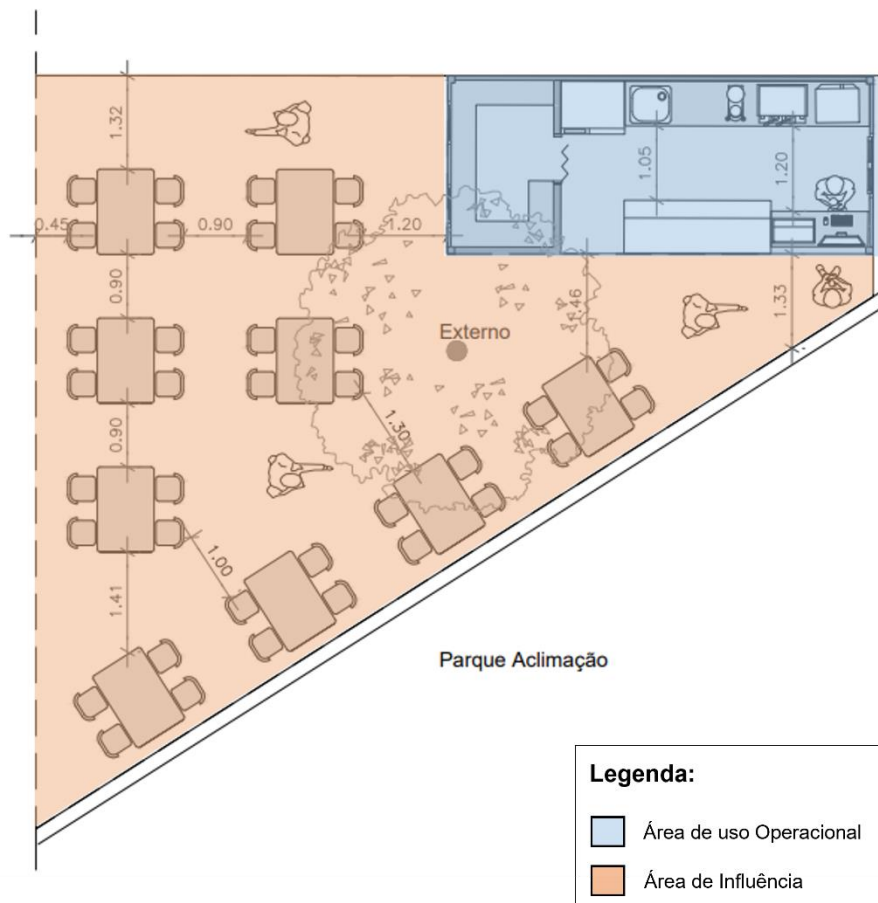 1.32
1.05
1.20
0.45
0.90
1.20
0.90
1.46
1.33
Externo
0.90
1.30
1.00
1.41
Parque Aclimação
Legenda:
Área de uso Operacional
Área de Influência